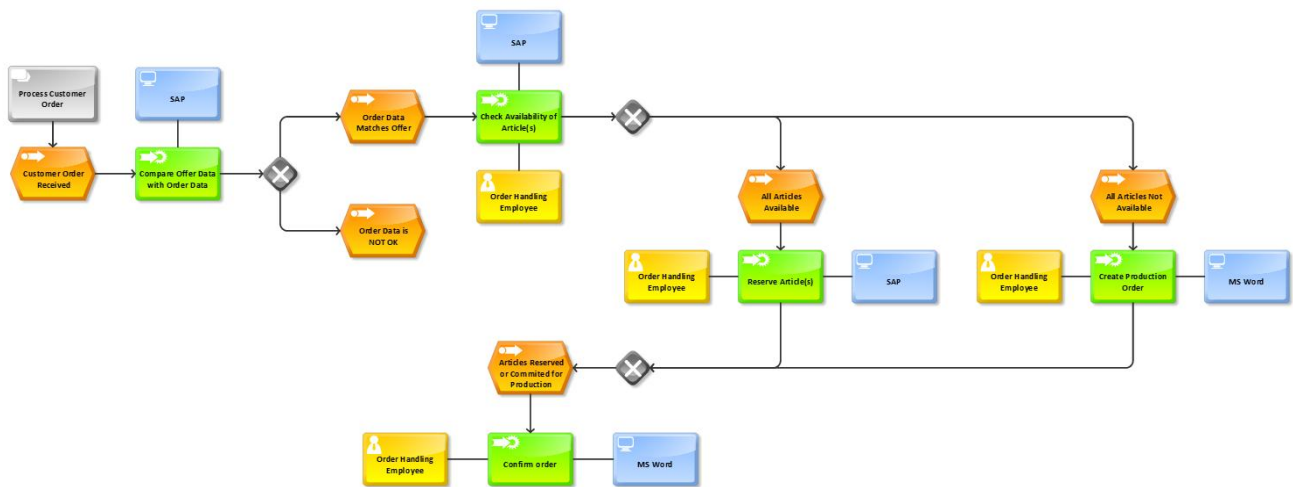 Process Customer
Order
SAP
Customer Order
Received
Compare Offer Data
with Order Data
Order Data
Matches Offer
Order Data is
NOT OK
SAP
Check Availability of
Article(s)
Order Handling
Employee
All Articles
Available
All Articles Not
Available
Order Handling
Employee
Reserve Article(s)
SAP
Order Handling
Employee
Create Production
Order
MS Word
Articles Reserved
or Commited for
Production
Order Handling
Employee
Confirm order
MS Word